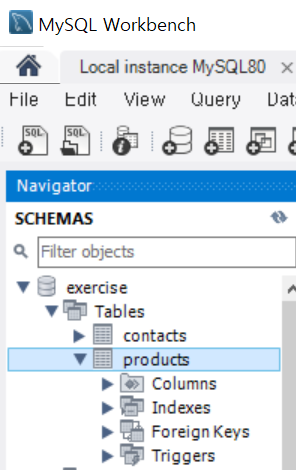 MySQL Workbench
Local instance MySQL80 ×
File Edit View Query Data
SQL SQL
Navigator
SCHEMAS
Filter objects
exercise
Tables
contacts
products
Columns
Indexes
Foreign Keys
Triggers